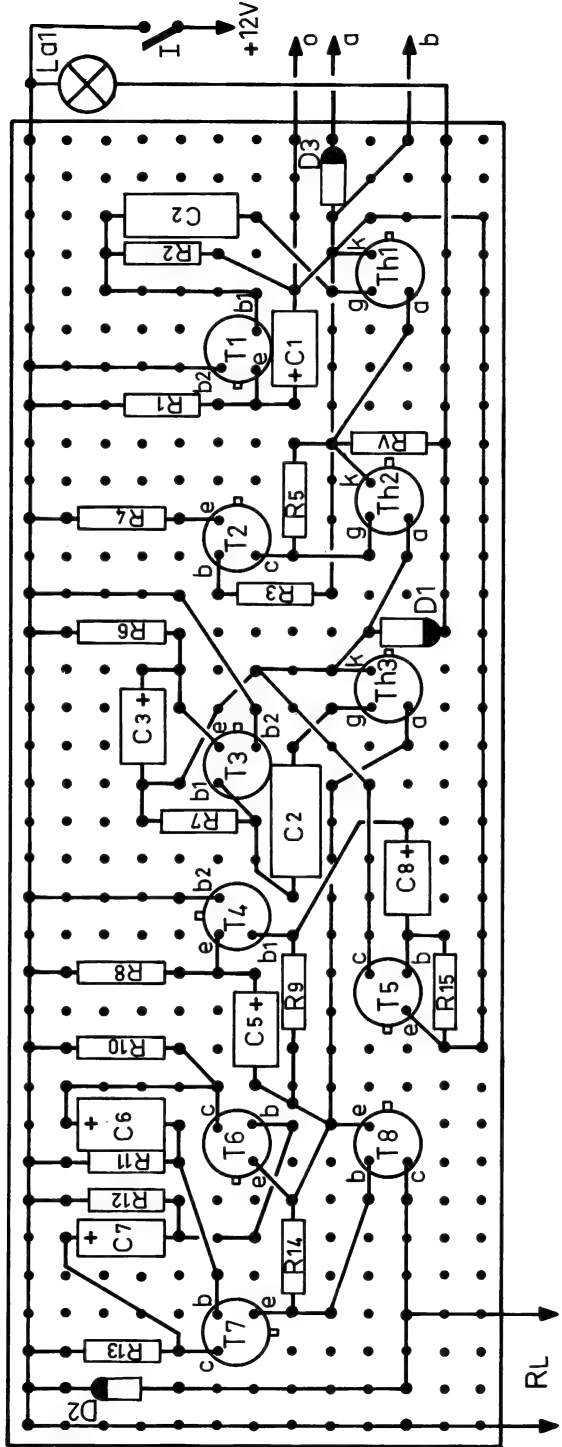 La1
I
+12V
o
a
b
D3
C2
R2
b1
T1
b2
e
R1
+ C1
k
Th1
g
a
R4
e
T2
b
c
R5
R3
Rv
k
Th2
g
a
R6
C3 +
R7
e
T3
b1
b2
C2
D1
k
Th3
g
a
b2
T4
e
b1
R8
R9
C5 +
C8 +
c
T5
b
e
R15
R10
+
C6
R11
R12
+
C7
c
T6
b
e
R14
e
T8
b
c
R13
b
T7
e
c
D2
RL